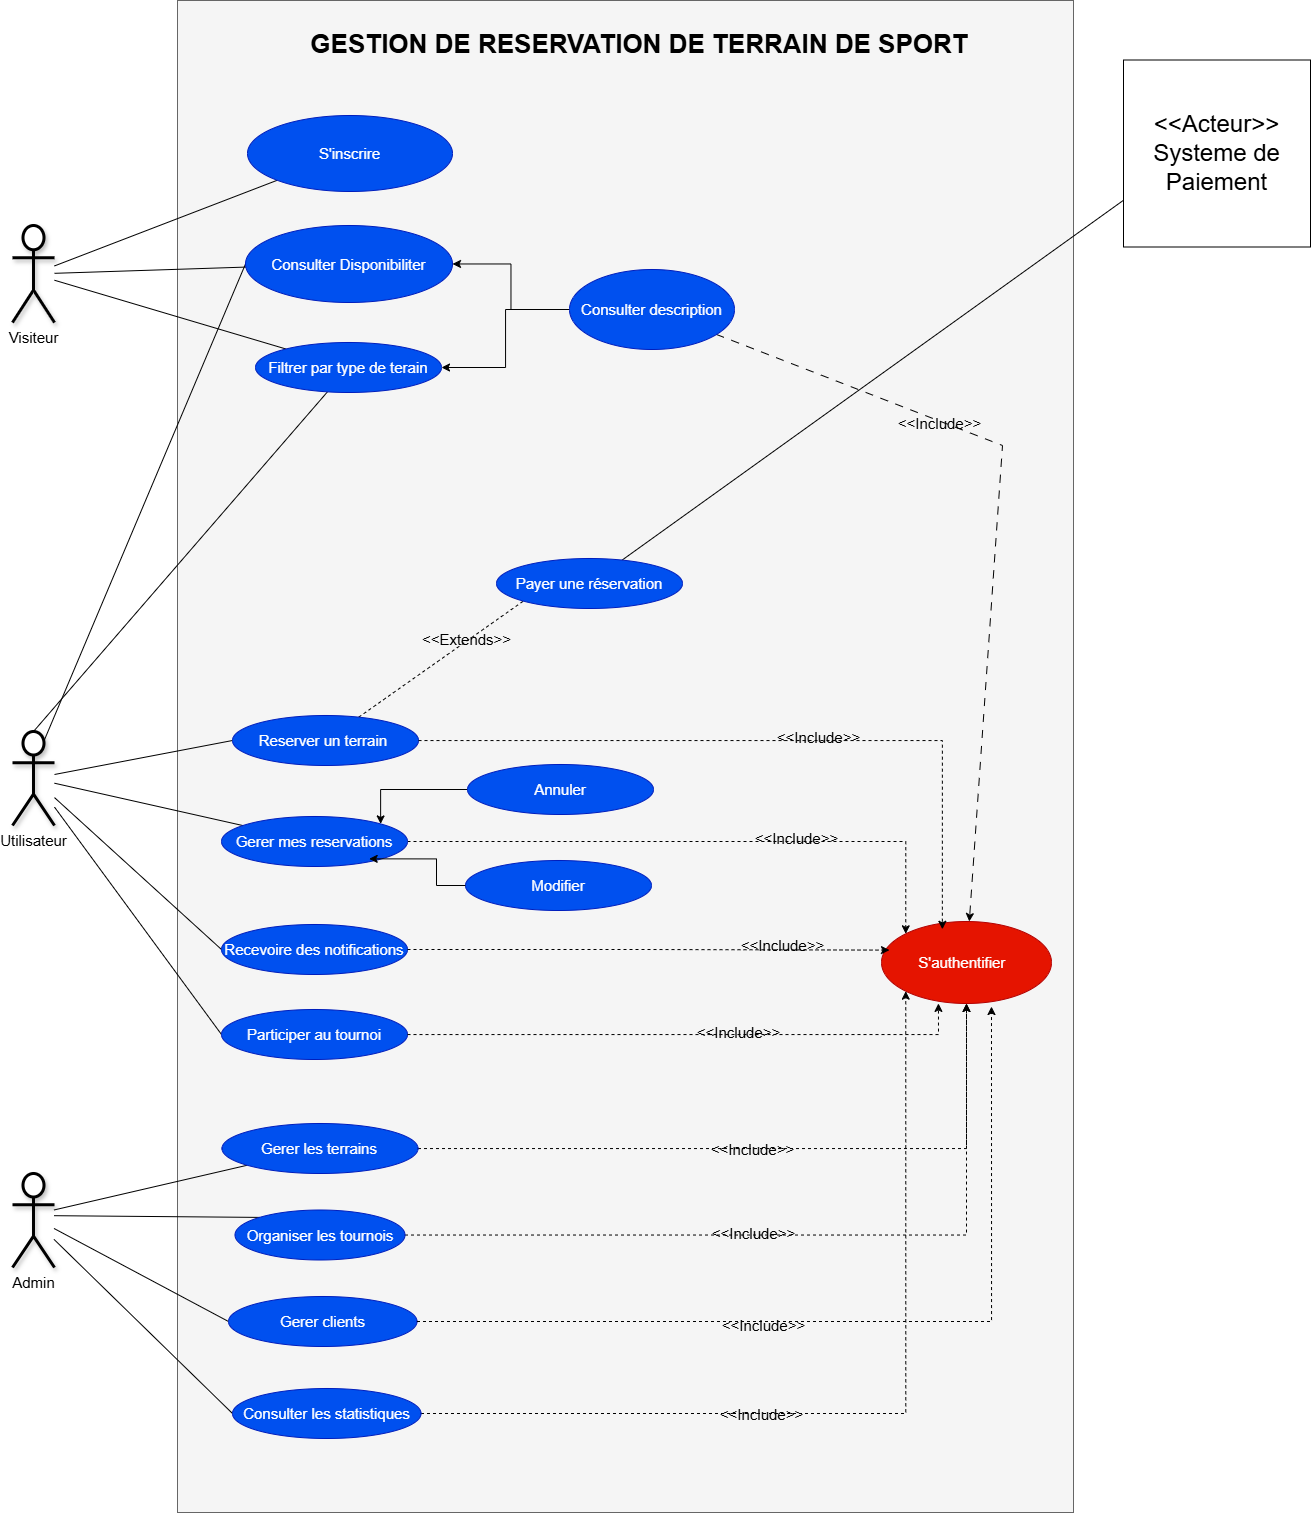 GESTION DE RESERVATION DE TERRAIN DE SPORT
<<Acteur>>
Systeme de
Paiement
S'inscrire
Consulter Disponibiliter
Consulter description
Visiteur
Filtrer par type de terain
<<Include>>
Payer une réservation
<<Extends>>
Reserver un terrain
<<Include>>
Annuler
Utilisateur
Gerer mes reservations
<<Include>>
Modifier
Recevoire des notifications
<<Include>>
S'authentifier
Participer au tournoi
<<Include>>
Gerer les terrains
<<Include>>
Organiser les tournois
<<Include>>
Admin
Gerer clients
<<Include>>
Consulter les statistiques
<<Include>>